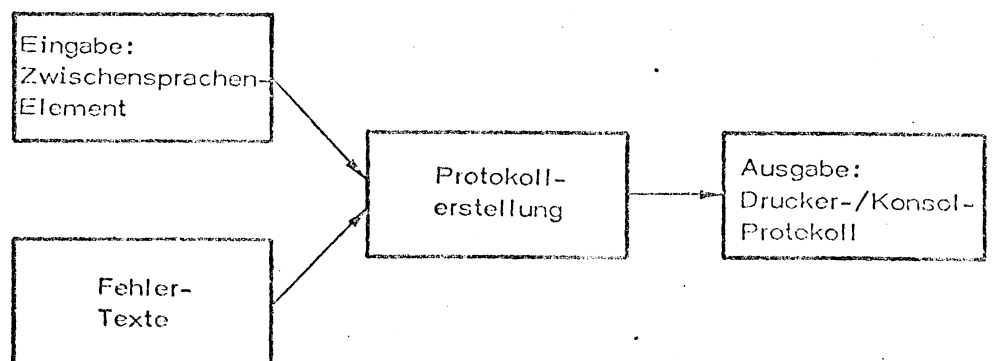 Eingabe:
Zwischensprachen-
Element
Protokoll-
erstellung
Ausgabe:
Drucker-/Konsol-
Protokoll
Fehler-
Texte